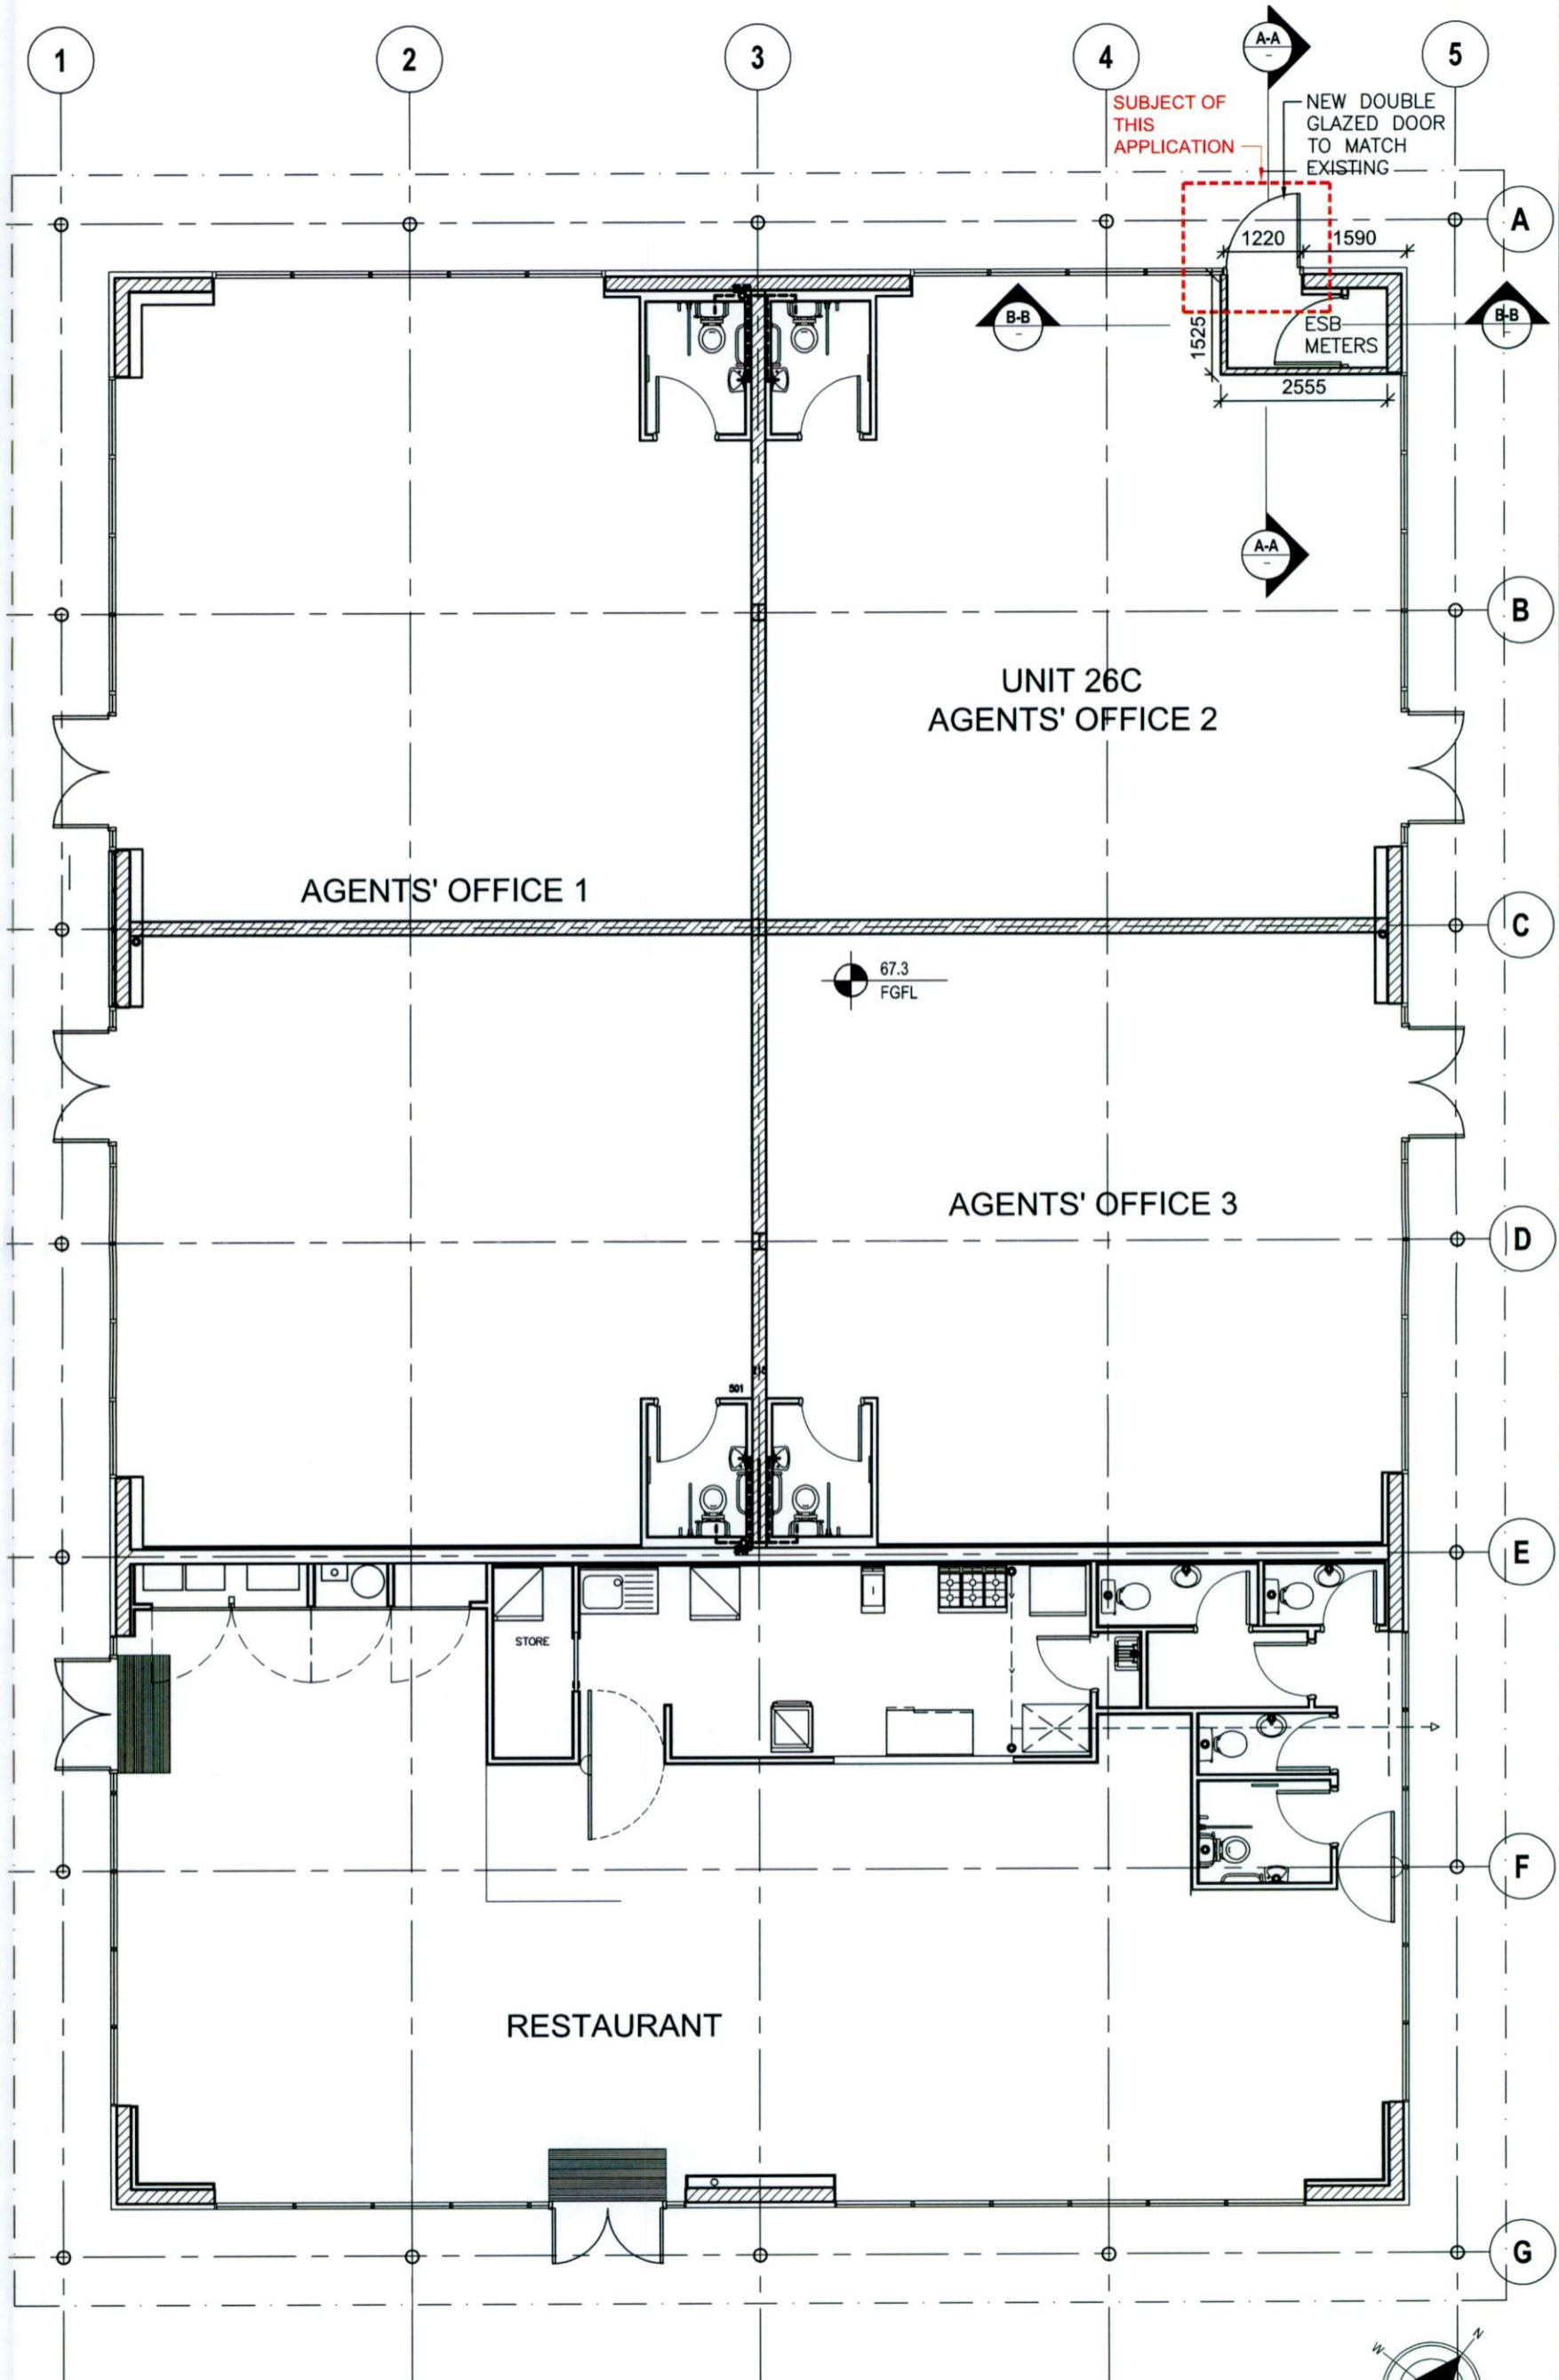 1
2
3
4
5
A-A
SUBJECT OF
THIS
APPLICATION
NEW DOUBLE
GLAZED DOOR
TO MATCH
EXISTING
A
1220
1590
B-B
1525
ESB
METERS
B-B
2555
A-A
B
UNIT 26C
AGENTS' OFFICE 2
AGENTS' OFFICE 1
C
67.3
FGFL
AGENTS' OFFICE 3
D
501
E
STORE
F
RESTAURANT
G
W
N